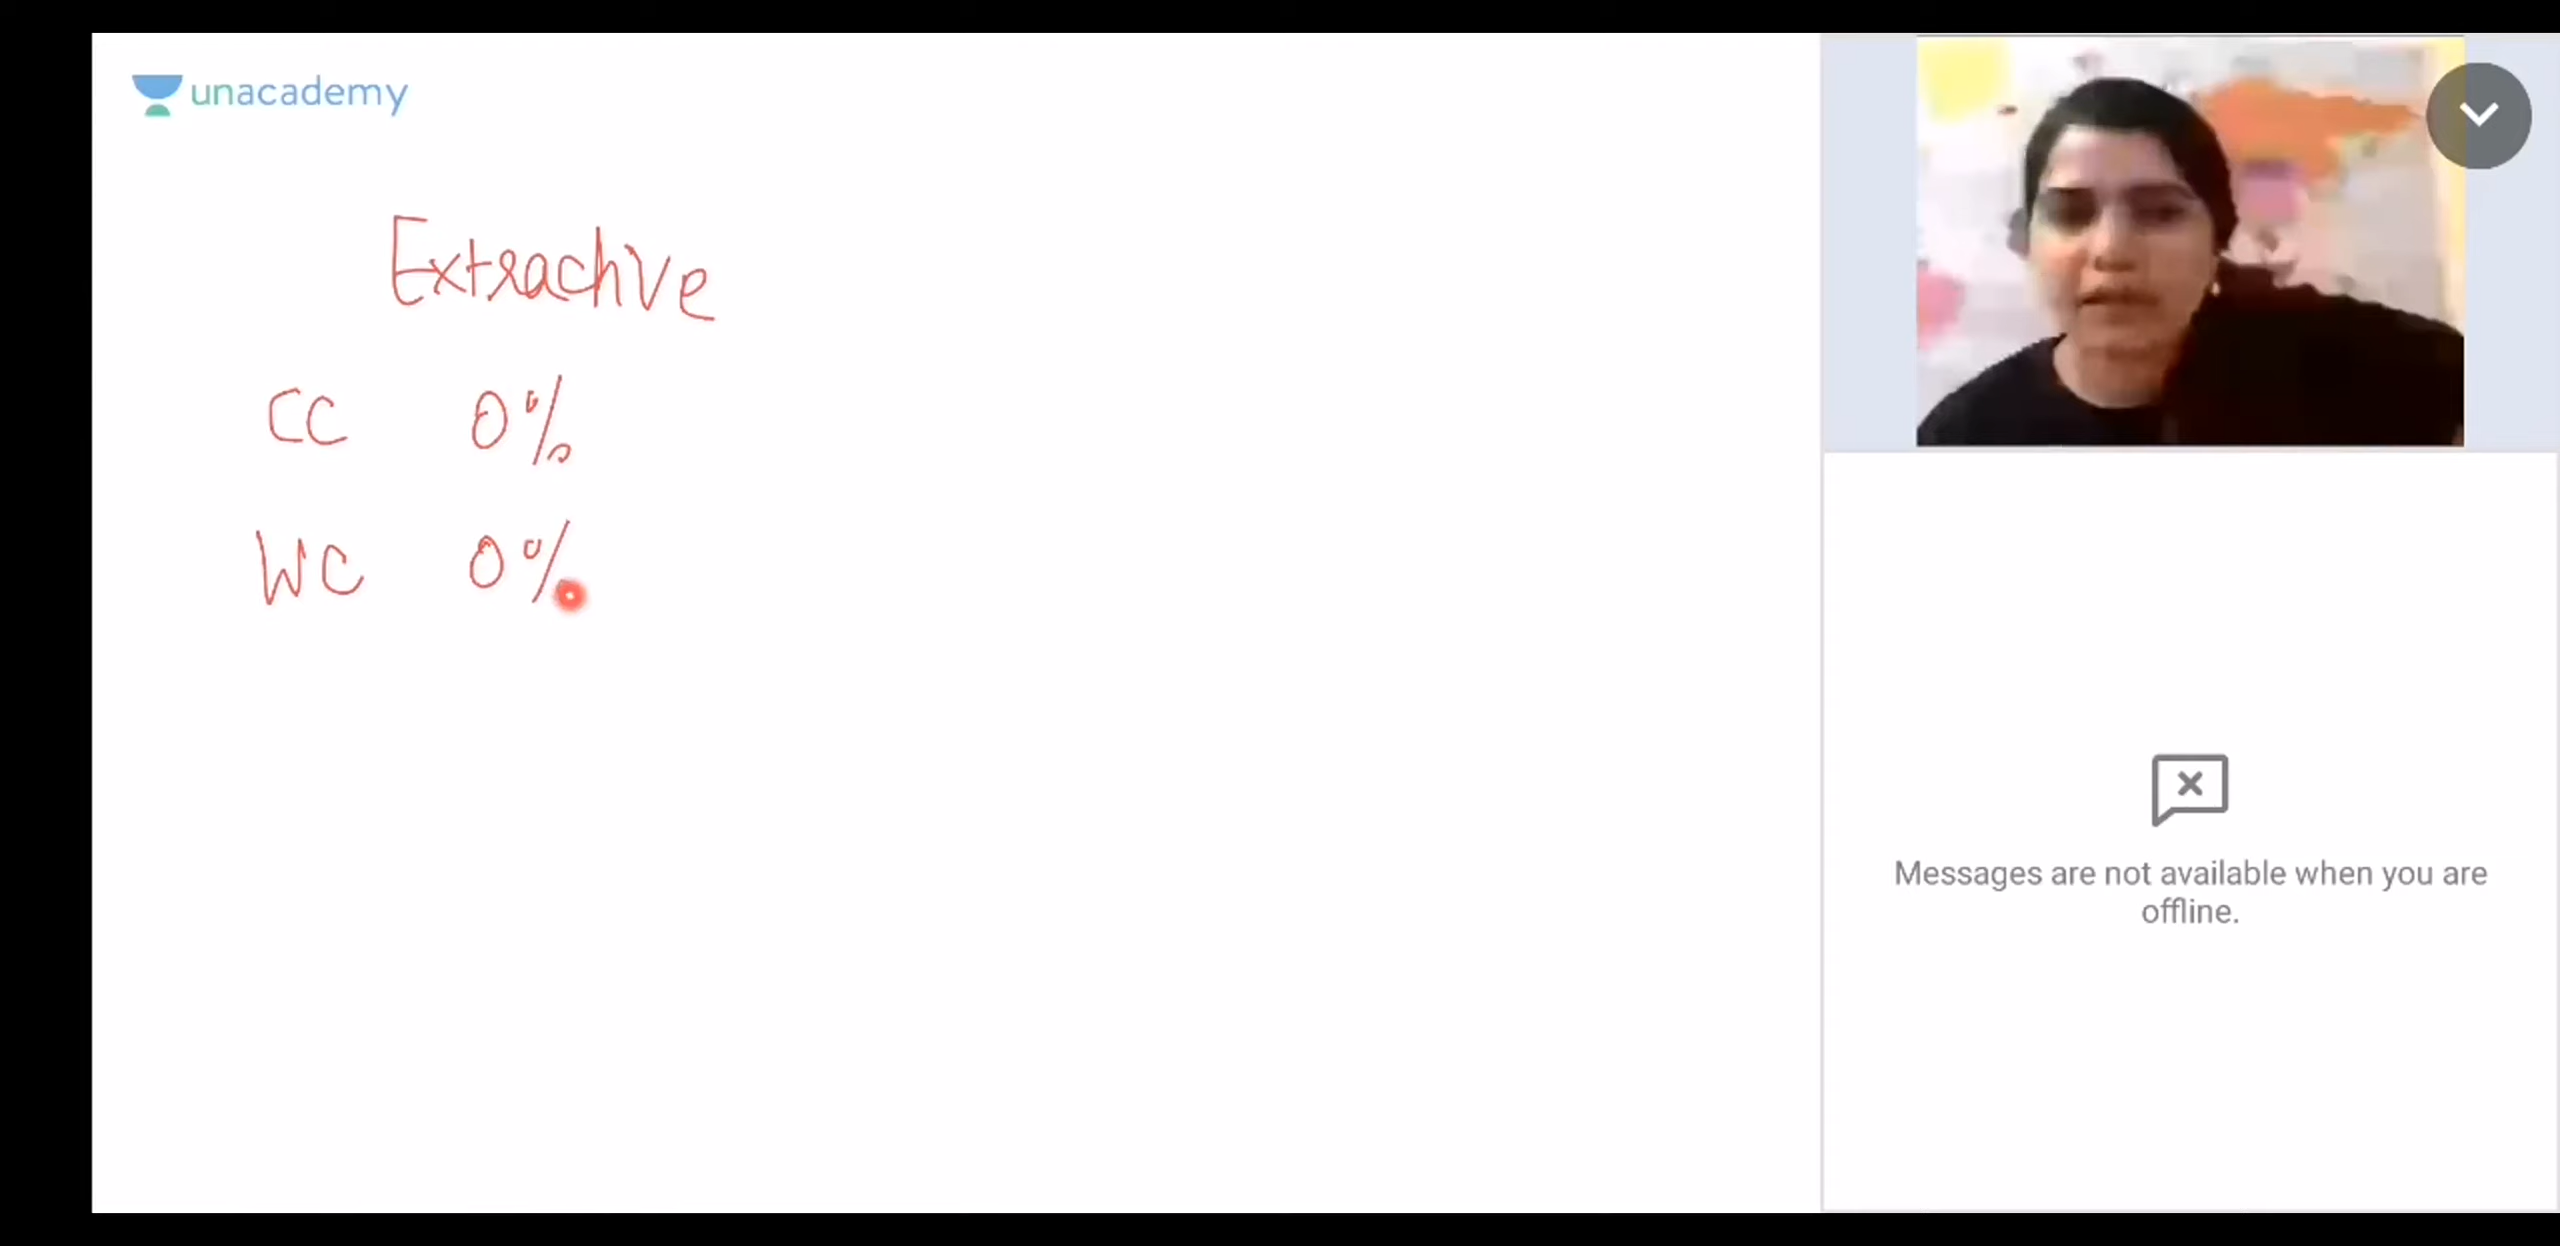 unacademy
Extractive
CC 0%
WC 0%
Messages are not available when you are
offline.